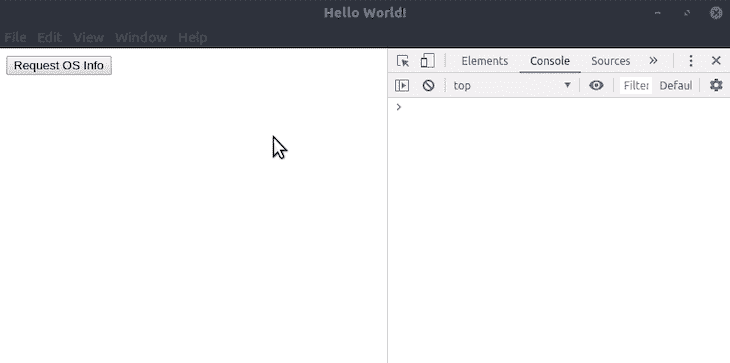 Hello World!
File Edit View Window Help
Request OS Info
Elements Console Sources
top Filter Defaul